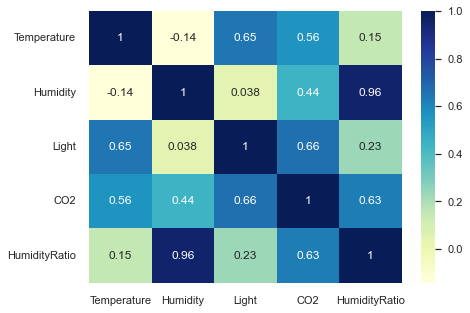 1.0
Temperature 1 -0.14 0.65 0.56 0.15
0.8
Humidity -0.14 1 0.038 0.44 0.96
0.6
Light 0.65 0.038 1 0.66 0.23
0.4
CO2 0.56 0.44 0.66 1 0.63
0.2
HumidityRatio 0.15 0.96 0.23 0.63 1
0.0
Temperature Humidity Light CO2 HumidityRatio